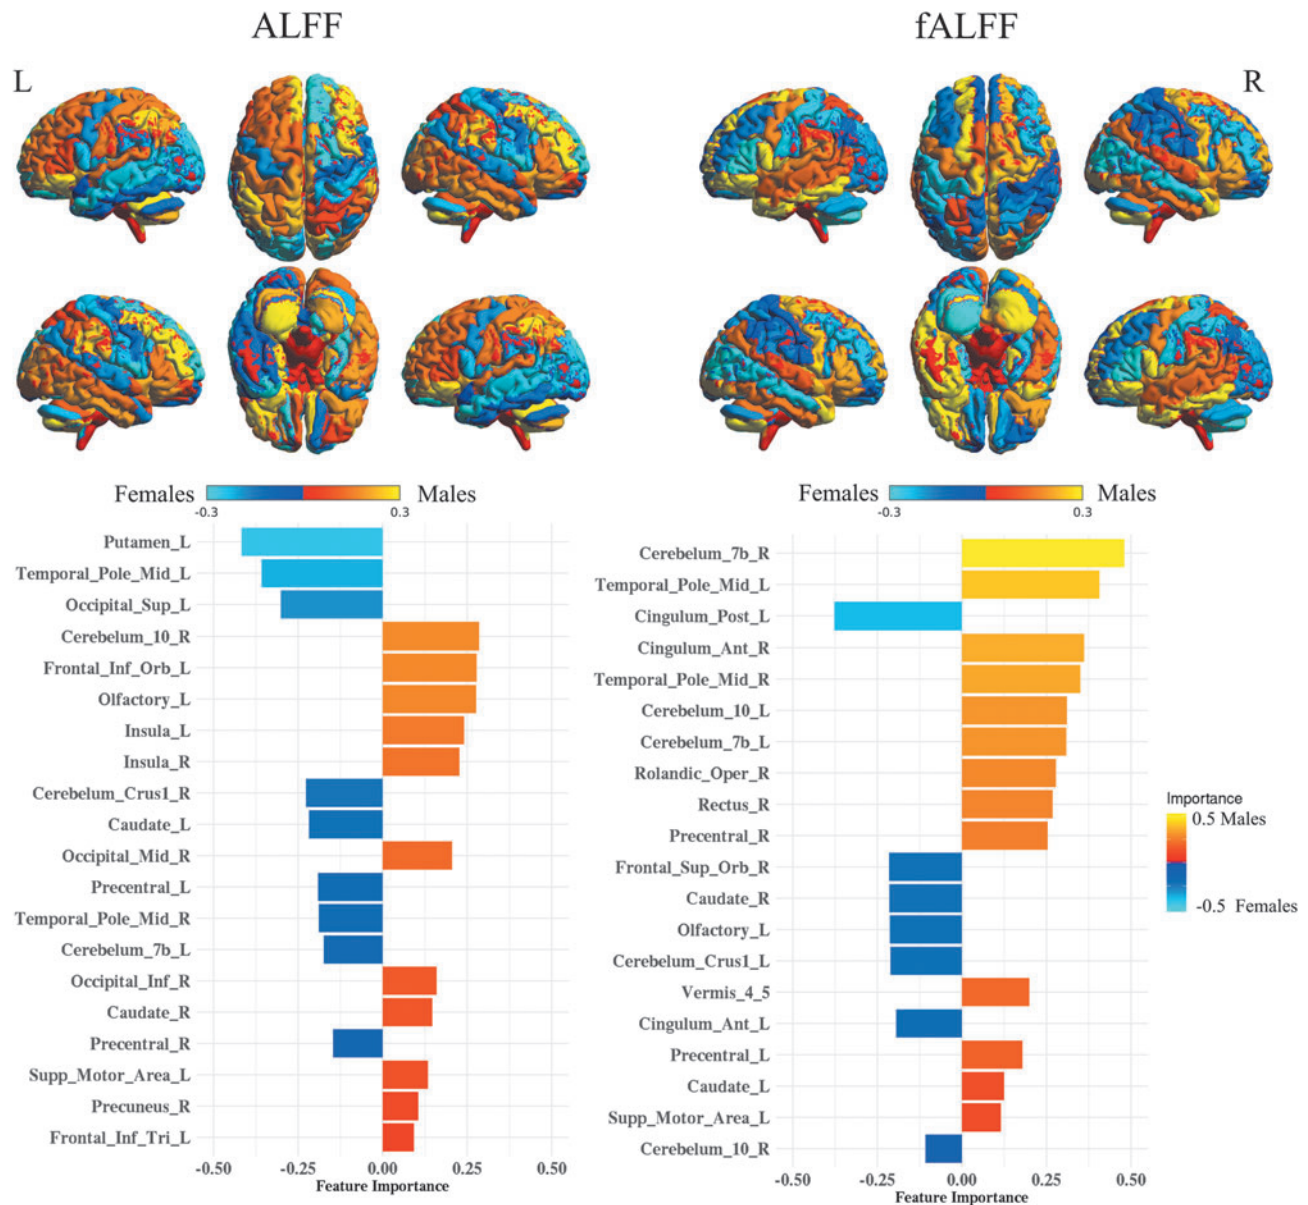 ALFF
fALFF
L
R
Females
Males
-0.3
0.3
Females
Males
-0.3
0.3
Putamen_L
Temporal_Pole_Mid_L
Occipital_Sup_L
Cerebelum_10_R
Frontal_Inf_Orb_L
Olfactory_L
Insula_L
Insula_R
Cerebelum_Crus1_R
Caudate_L
Occipital_Mid_R
Precentral_L
Temporal_Pole_Mid_R
Cerebelum_7b_L
Occipital_Inf_R
Caudate_R
Precentral_R
Supp_Motor_Area_L
Precuneus_R
Frontal_Inf_Tri_L
-0.50
-0.25
0.00
0.25
0.50
Feature Importance
Cerebelum_7b_R
Temporal_Pole_Mid_L
Cingulum_Post_L
Cingulum_Ant_R
Temporal_Pole_Mid_R
Cerebelum_10_L
Cerebelum_7b_L
Rolandic_Oper_R
Rectus_R
Precentral_R
Frontal_Sup_Orb_R
Caudate_R
Olfactory_L
Cerebelum_Crus1_L
Vermis_4_5
Cingulum_Ant_L
Precentral_L
Caudate_L
Supp_Motor_Area_L
Cerebelum_10_R
-0.50
-0.25
0.00
0.25
0.50
Feature Importance
Importance
0.5 Males
-0.5 Females